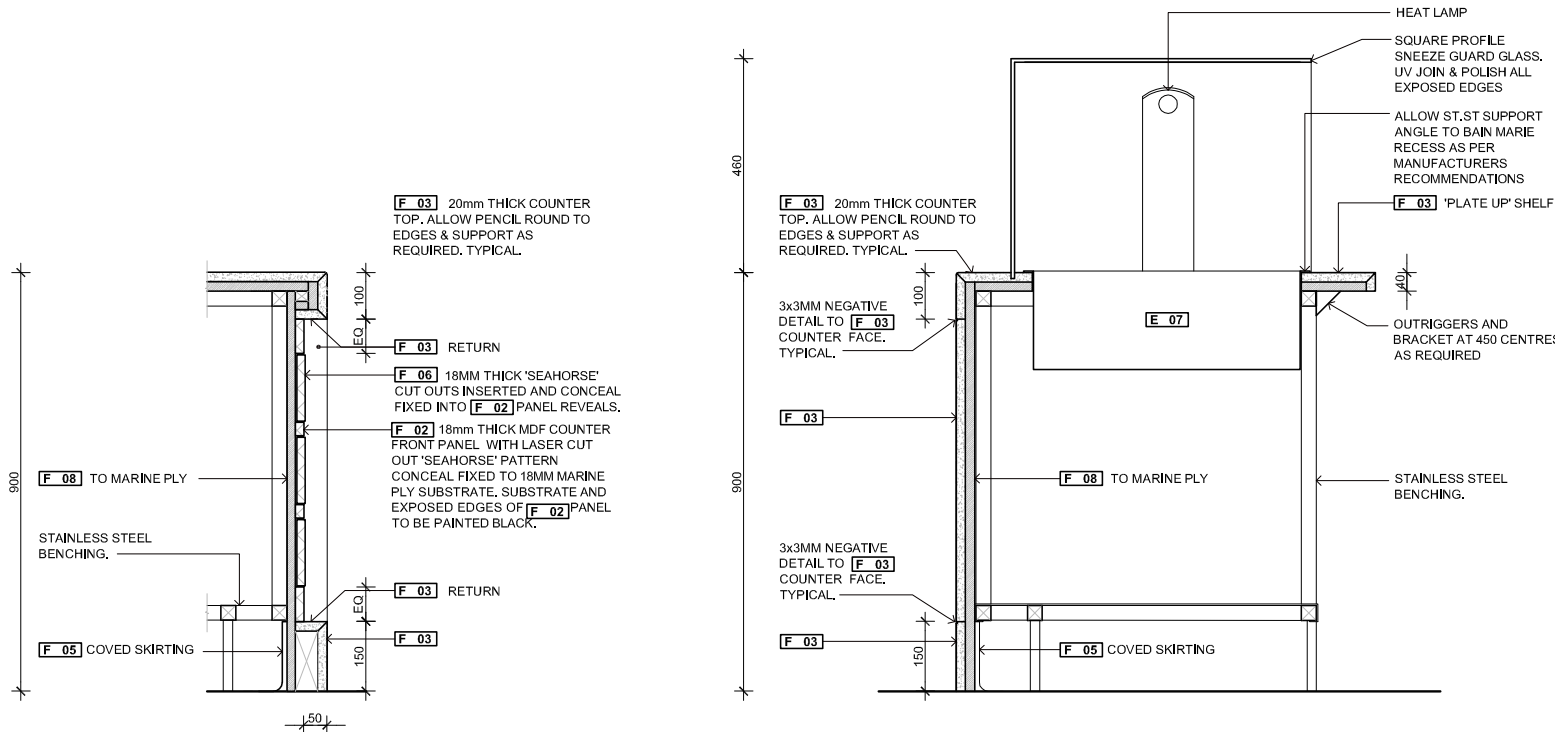 F 03 20mm THICK COUNTER
TOP. ALLOW PENCIL ROUND TO
EDGES & SUPPORT AS
REQUIRED. TYPICAL.
900
100
EQ
F 03 RETURN
F 06 18MM THICK 'SEAHORSE'
CUT OUTS INSERTED AND CONCEAL
FIXED INTO F 02 PANEL REVEALS.
F 02 18mm THICK MDF COUNTER
FRONT PANEL WITH LASER CUT
OUT 'SEAHORSE' PATTERN
CONCEAL FIXED TO 18MM MARINE
PLY SUBSTRATE. SUBSTRATE AND
EXPOSED EDGES OF F 02 PANEL
TO BE PAINTED BLACK.
F 08 TO MARINE PLY
STAINLESS STEEL
BENCHING.
EQ
F 03 RETURN
F 03
F 05 COVED SKIRTING
150
50
HEAT LAMP
SQUARE PROFILE
SNEEZE GUARD GLASS.
UV JOIN & POLISH ALL
EXPOSED EDGES
ALLOW ST.ST SUPPORT
ANGLE TO BAIN MARIE
RECESS AS PER
MANUFACTURERS
RECOMMENDATIONS
F 03 'PLATE UP' SHELF
460
F 03 20mm THICK COUNTER
TOP. ALLOW PENCIL ROUND TO
EDGES & SUPPORT AS
REQUIRED. TYPICAL.
900
100
40
3x3MM NEGATIVE
DETAIL TO F 03
COUNTER FACE.
TYPICAL.
E 07
OUTRIGGERS AND
BRACKET AT 450 CENTRES
AS REQUIRED
F 03
F 08 TO MARINE PLY
STAINLESS STEEL
BENCHING.
3x3MM NEGATIVE
DETAIL TO F 03
COUNTER FACE.
TYPICAL.
F 03
150
F 05 COVED SKIRTING